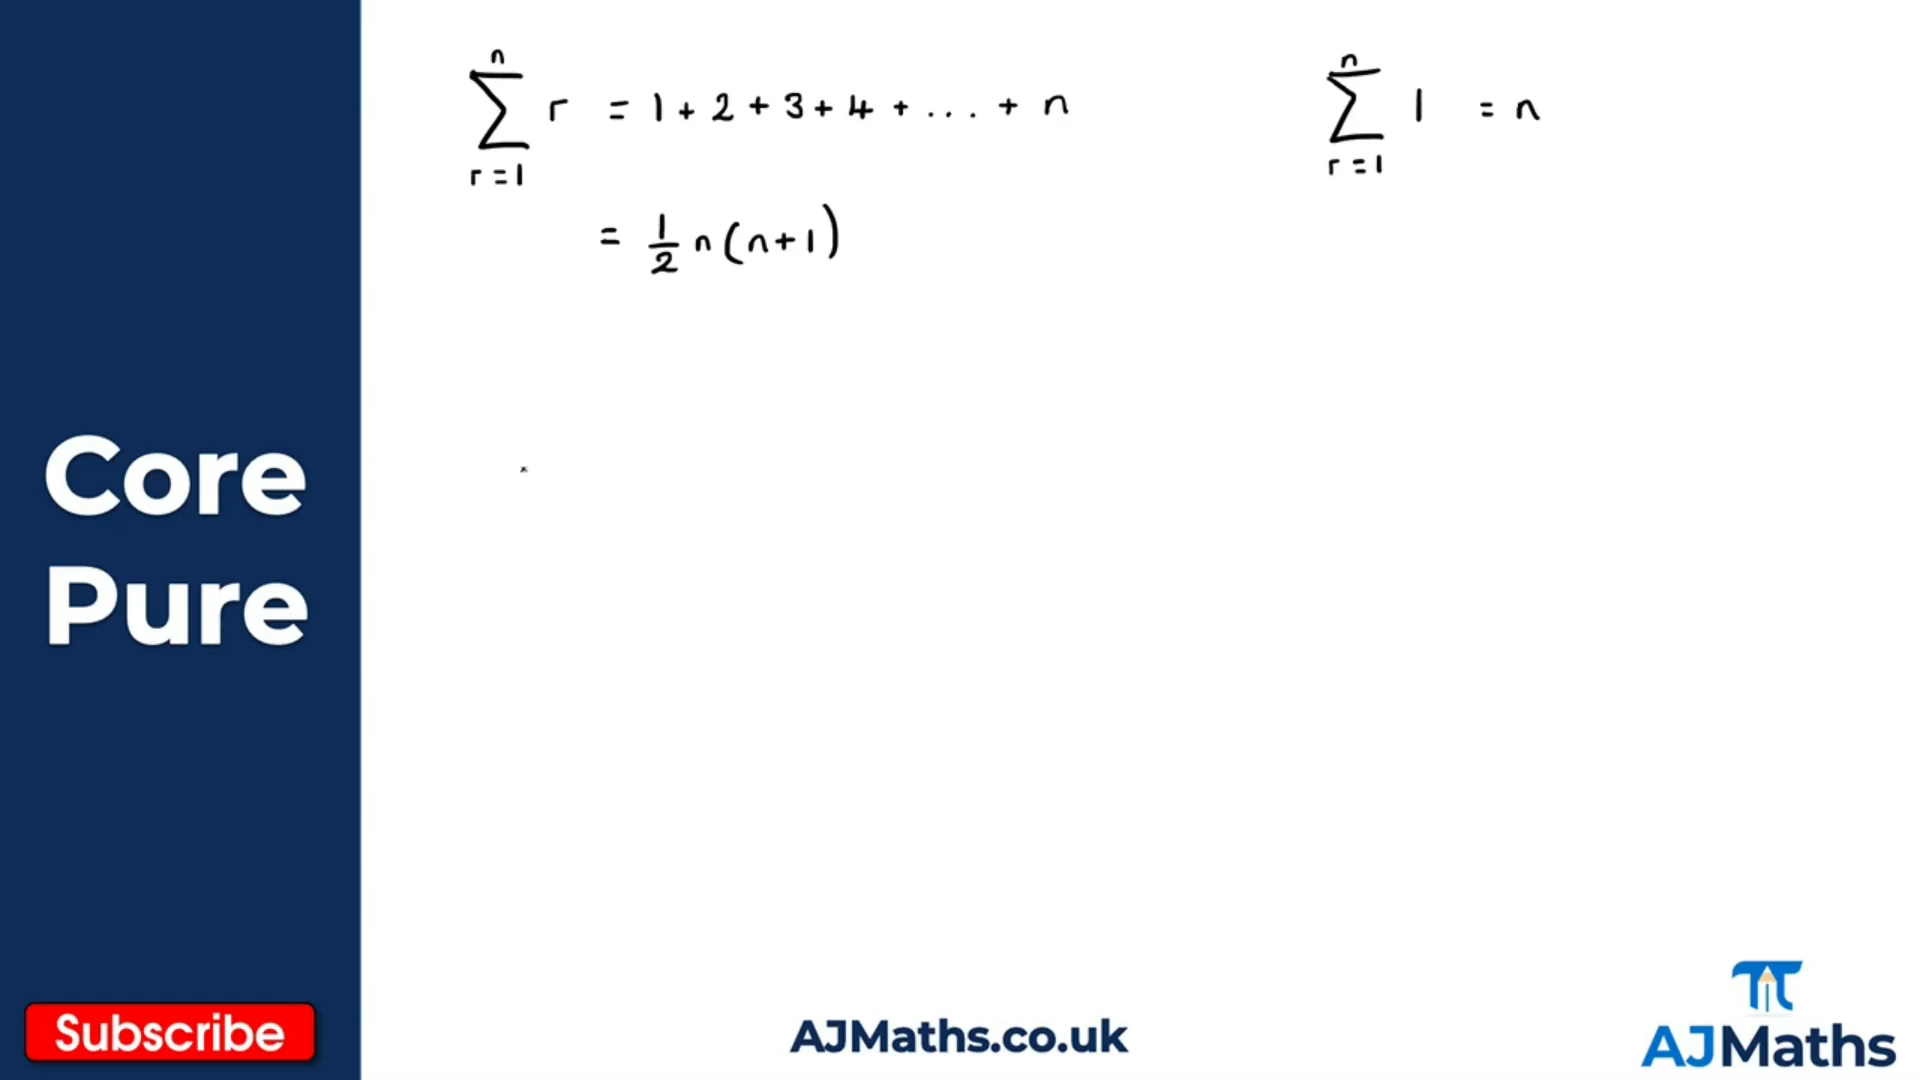 n
∑ r = 1 + 2 + 3 + 4 + ... + n
r = 1
= 1/2 n (n + 1)
n
∑ 1 = n
r = 1
Core
Pure
Subscribe
AJMaths.co.uk
AJMaths